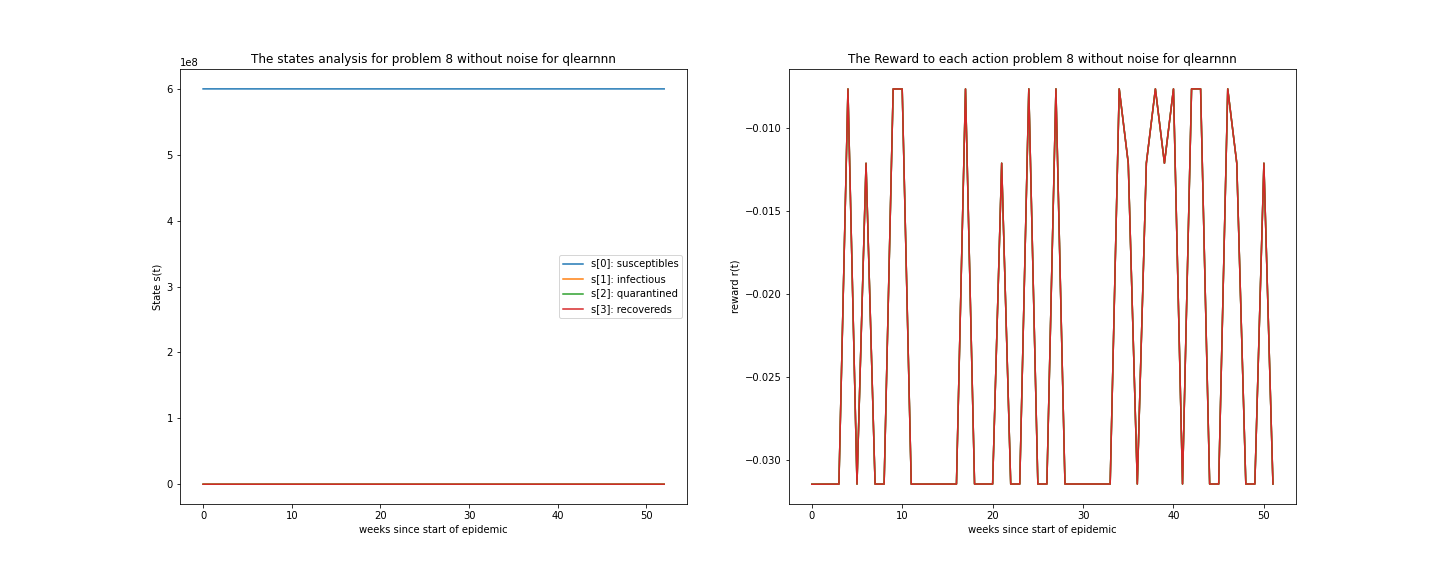 The states analysis for problem 8 without noise for qlearnnn
1e8
6
5
4
3
2
1
0
State s(t)
s[0]: susceptibles
s[1]: infectious
s[2]: quarantined
s[3]: recovereds
0 10 20 30 40 50
weeks since start of epidemic
The Reward to each action problem 8 without noise for qlearnnn
−0.010
−0.015
−0.020
−0.025
−0.030
reward r(t)
0 10 20 30 40 50
weeks since start of epidemic